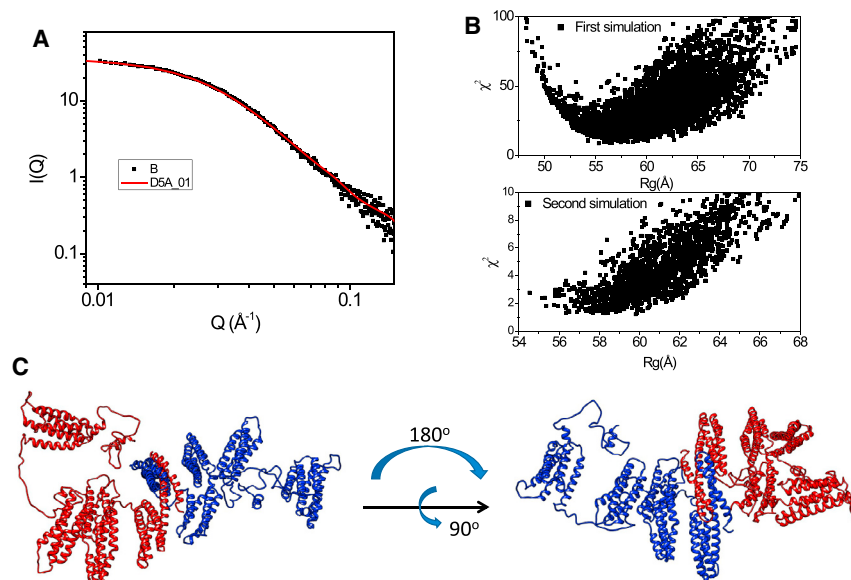 A
I(Q)
10
1
0.1
B
D5A_01
0.01
0.1
Q (Å⁻¹)
B
First simulation
χ²
100
50
0
50
55
60
65
70
75
Rg(Å)
Second simulation
χ²
10
8
6
4
2
0
54
56
58
60
62
64
66
68
Rg(Å)
C
180°
90°